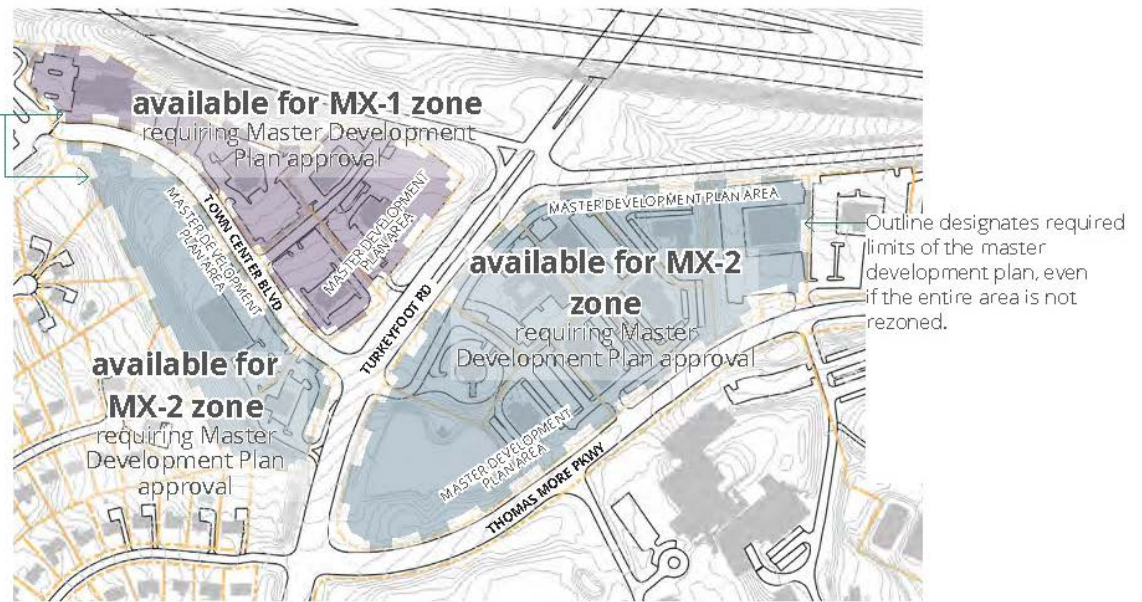 available for MX-1 zone
requiring Master Development
Plan approval
MASTER DEVELOPMENT
PLAN AREA
TOWN CENTER BLVD
MASTER DEVELOPMENT
PLAN AREA
MASTER DEVELOPMENT PLAN AREA
Outline designates required
limits of the master
development plan, even
if the entire area is not
rezoned.
available for MX-2
zone
requiring Master
Development Plan approval
TURKEYFOOT RD
available for
MX-2 zone
requiring Master
Development Plan
approval
MASTER DEVELOPMENT
PLAN AREA
THOMAS MORE PKWY